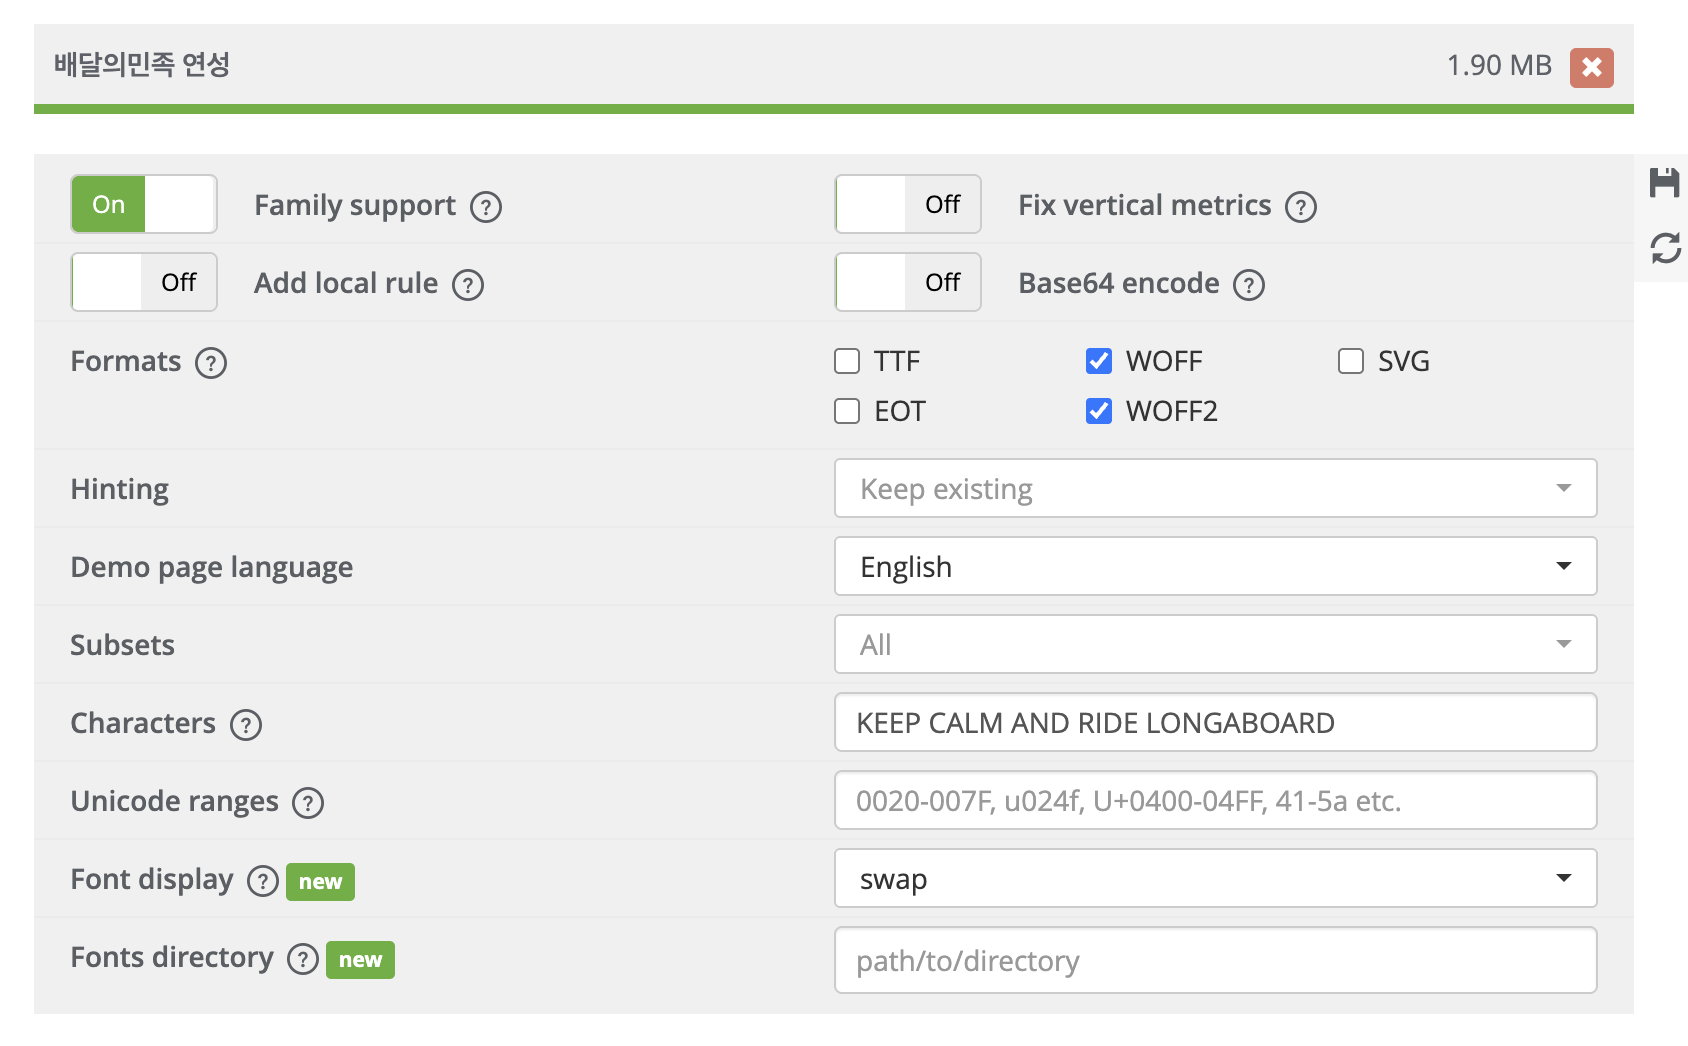 배달의민족 연성 1.90 MB
On Family support ? Off Fix vertical metrics ?
Off Add local rule ? Off Base64 encode ?
Formats ? TTF WOFF SVG
EOT WOFF2
Hinting Keep existing
Demo page language English
Subsets All
Characters ? KEEP CALM AND RIDE LONGABOARD
Unicode ranges ? 0020-007F, u024f, U+0400-04FF, 41-5a etc.
Font display ? new swap
Fonts directory ? new path/to/directory